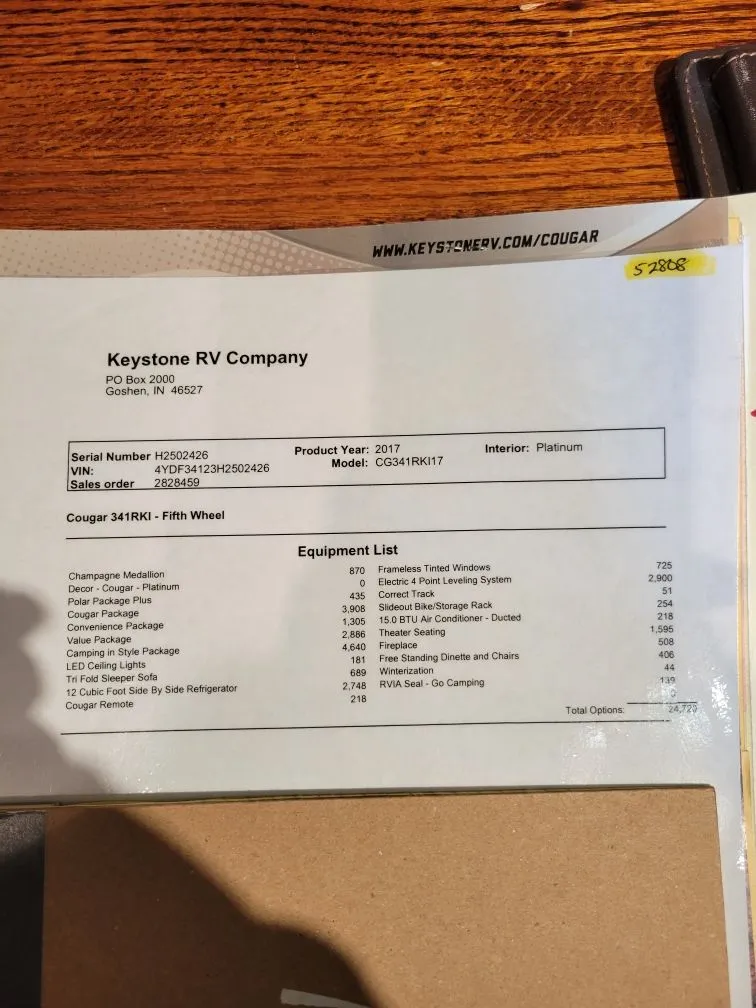 WWW.KEYSTONERV.COM/COUGAR
52808
Keystone RV Company
PO Box 2000
Goshen, IN 46527
Serial Number H2502426 Product Year: 2017 Interior: Platinum
VIN: 4YDF34123H2502426 Model: CG341RKI17
Sales order 2828459
Cougar 341RKI - Fifth Wheel
Equipment List
Champagne Medallion 870 Frameless Tinted Windows 725
Decor - Cougar - Platinum 0 Electric 4 Point Leveling System 2,900
Polar Package Plus 435 Correct Track 51
Cougar Package 3,908 Slideout Bike/Storage Rack 254
Convenience Package 1,305 15.0 BTU Air Conditioner - Ducted 218
Value Package 2,886 Theater Seating 1,595
Camping in Style Package 4,640 Fireplace 508
LED Ceiling Lights 181 Free Standing Dinette and Chairs 406
Tri Fold Sleeper Sofa 689 Winterization 44
12 Cubic Foot Side By Side Refrigerator 2,748 RVIA Seal - Go Camping 139
Cougar Remote 218 0
Total Options: 24,720